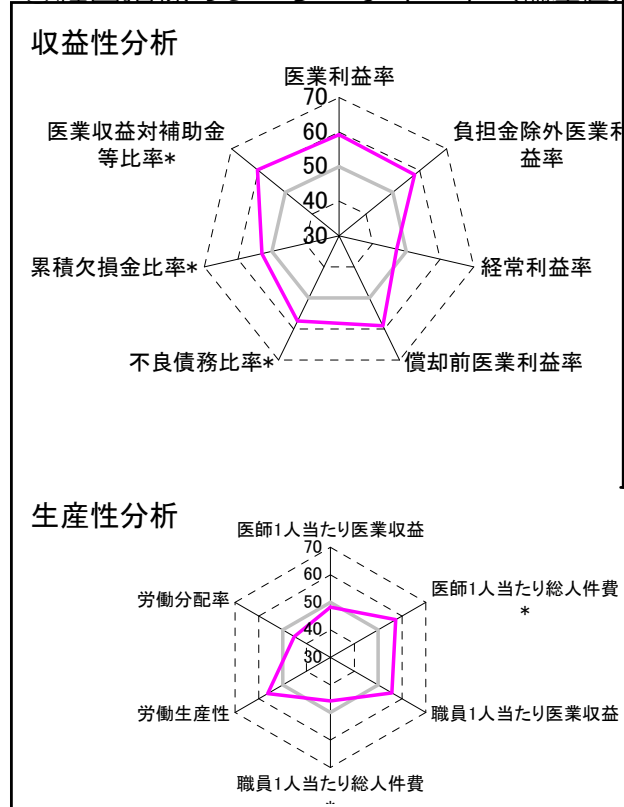 収益性分析
医業利益率
70
60
50
40
30
負担金除外医業利
益率
経常利益率
償却前医業利益率
不良債務比率*
累積欠損金比率*
医業収益対補助金
等比率*
生産性分析
医師1人当たり医業収益
70
60
50
40
30
医師1人当たり総人件費
*
職員1人当たり医業収益
職員1人当たり総人件費
*
労働生産性
労働分配率